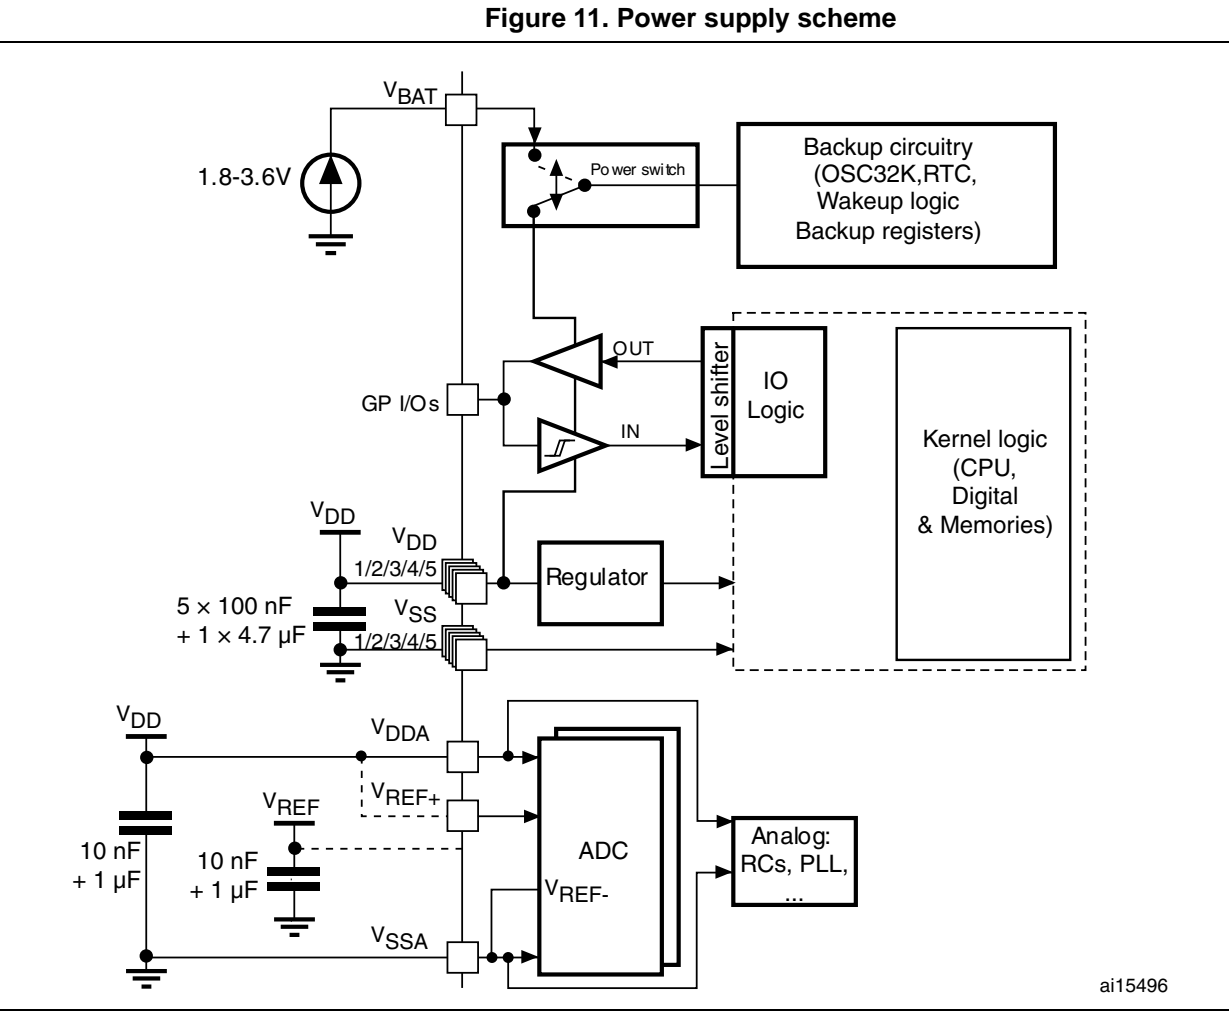 Figure 11. Power supply scheme
VBAT
1.8-3.6V
Power switch
Backup circuitry
(OSC32K,RTC,
Wakeup logic
Backup registers)
GP I/Os
OUT
IN
Level shifter
IO
Logic
Kernel logic
(CPU,
Digital
& Memories)
VDD
VDD
1/2/3/4/5
Regulator
5 × 100 nF
+ 1 × 4.7 µF
VSS
1/2/3/4/5
VDD
VDDA
VREF+
VREF
10 nF
+ 1 µF
10 nF
+ 1 µF
ADC
VREF-
VSSA
Analog:
RCs, PLL,
...
ai15496